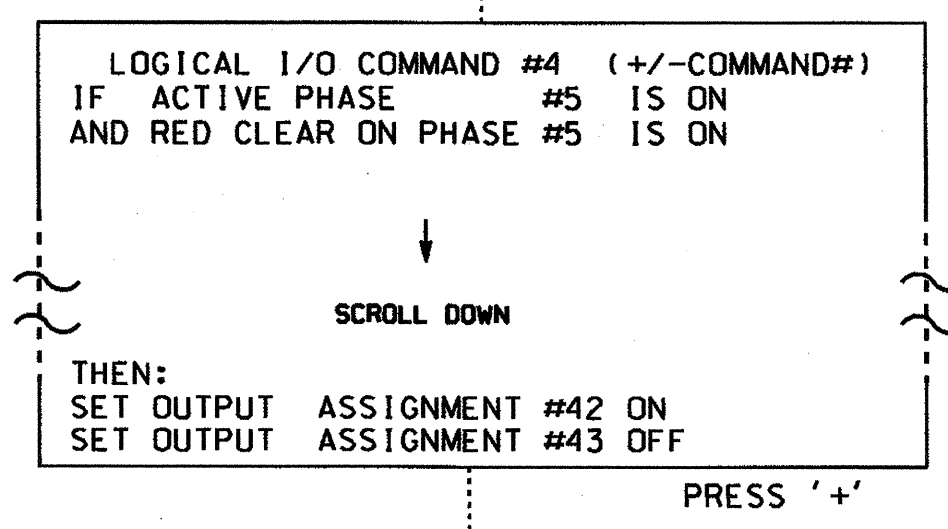 LOGICAL I/O COMMAND #4 (+/-COMMAND#)
IF ACTIVE PHASE #5 IS ON
AND RED CLEAR ON PHASE #5 IS ON
SCROLL DOWN
THEN:
SET OUTPUT ASSIGNMENT #42 ON
SET OUTPUT ASSIGNMENT #43 OFF
PRESS '+'